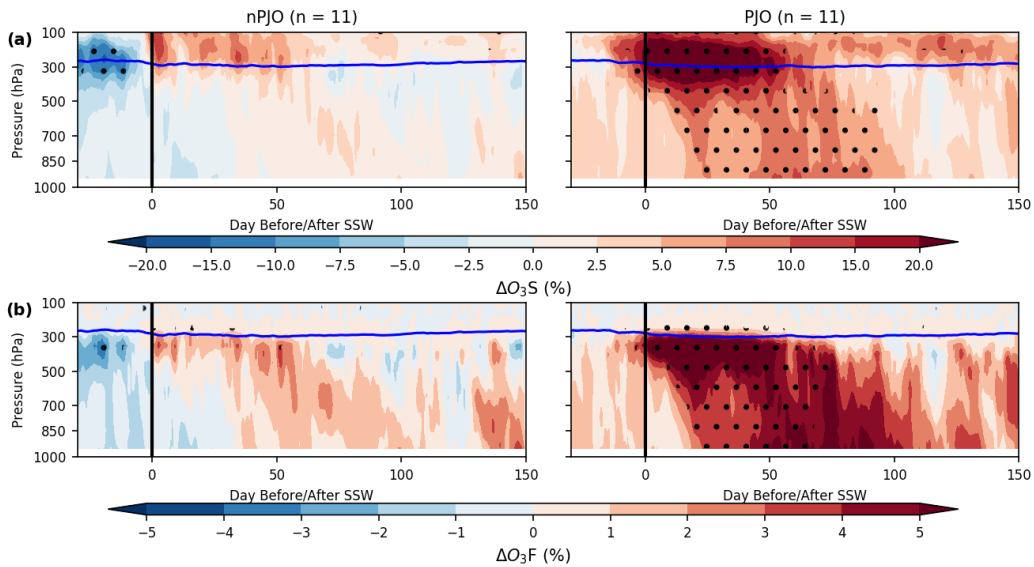 nPJO (n = 11) PJO (n = 11)
(a)
Pressure (hPa)
100
300
500
650
850
1000
0 50 100 150 0 50 100 150
Day Before/After SSW Day Before/After SSW
−20.0 −15.0 −10.0 −7.5 −5.0 −2.5 0.0 2.5 5.0 7.5 10.0 15.0 20.0
ΔO₃S (%)
(b)
Pressure (hPa)
100
300
500
650
850
1000
0 50 100 150 0 50 100 150
Day Before/After SSW Day Before/After SSW
−5 −4 −3 −2 −1 0 1 2 3 4 5
ΔO₃F (%)